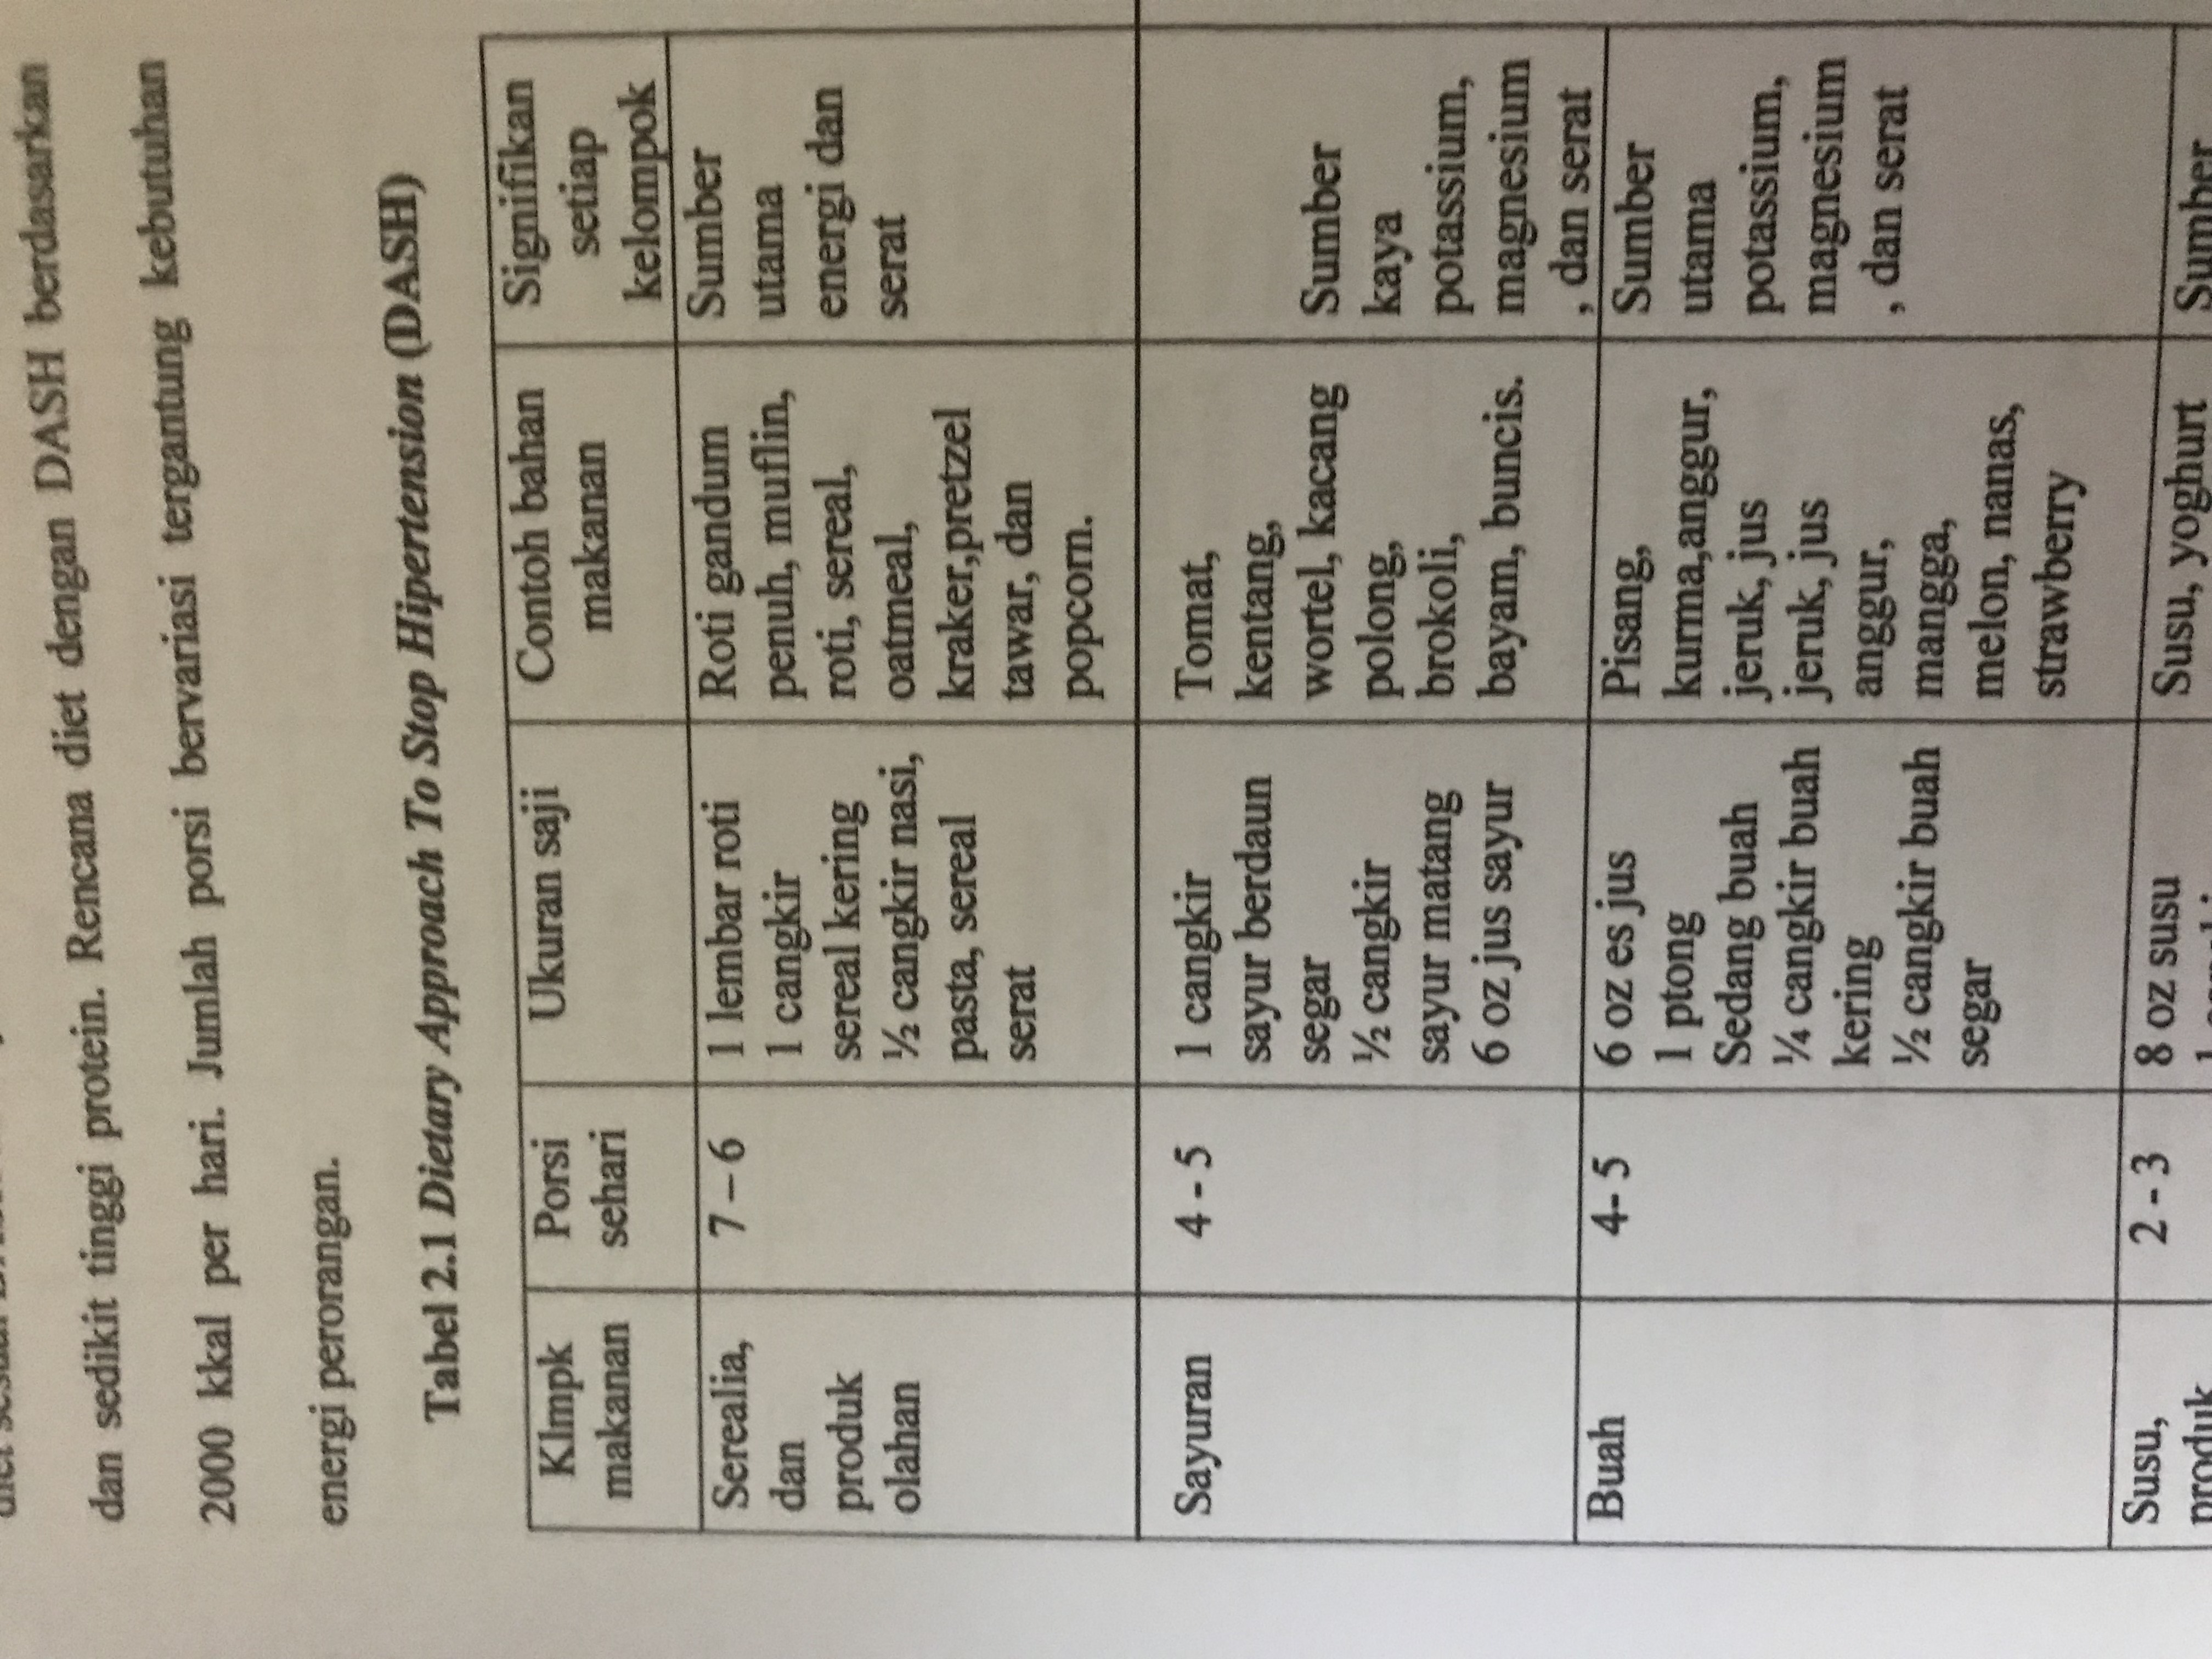 dan sedikit tinggi protein. Rencana diet dengan DASH berdasarkan
2000 kkal per hari. Jumlah porsi bervariasi tergantung kebutuhan
energi perorangan.
Tabel 2.1 Dietary Approach To Stop Hipertension (DASH)
Klmpk
makanan
Porsi
sehari
Ukuran saji
Contoh bahan
makanan
Signifikan
setiap
kelompok
Serealia,
dan
produk
olahan
7 – 6
1 lembar roti
1 cangkir
sereal kering
½ cangkir nasi,
pasta, sereal
serat
Roti gandum
penuh, muflin,
roti, sereal,
oatmeal,
kraker,pretzel
tawar, dan
popcorn.
Sumber
utama
energi dan
serat
Sayuran
4 - 5
1 cangkir
sayur berdaun
segar
½ cangkir
sayur matang
6 oz jus sayur
Tomat,
kentang,
wortel, kacang
polong,
brokoli,
bayam, buncis.
Sumber
kaya
potassium,
magnesium
, dan serat
Buah
4- 5
6 oz es jus
1 ptong
Sedang buah
¼ cangkir buah
kering
½ cangkir buah
segar
Pisang,
kurma,anggur,
jeruk, jus
jeruk, jus
anggur,
mangga,
melon, nanas,
strawberry
Sumber
utama
potassium,
magnesium
, dan serat
Susu,
produk
2 - 3
8 oz susu
Susu, yoghurt
Sumber